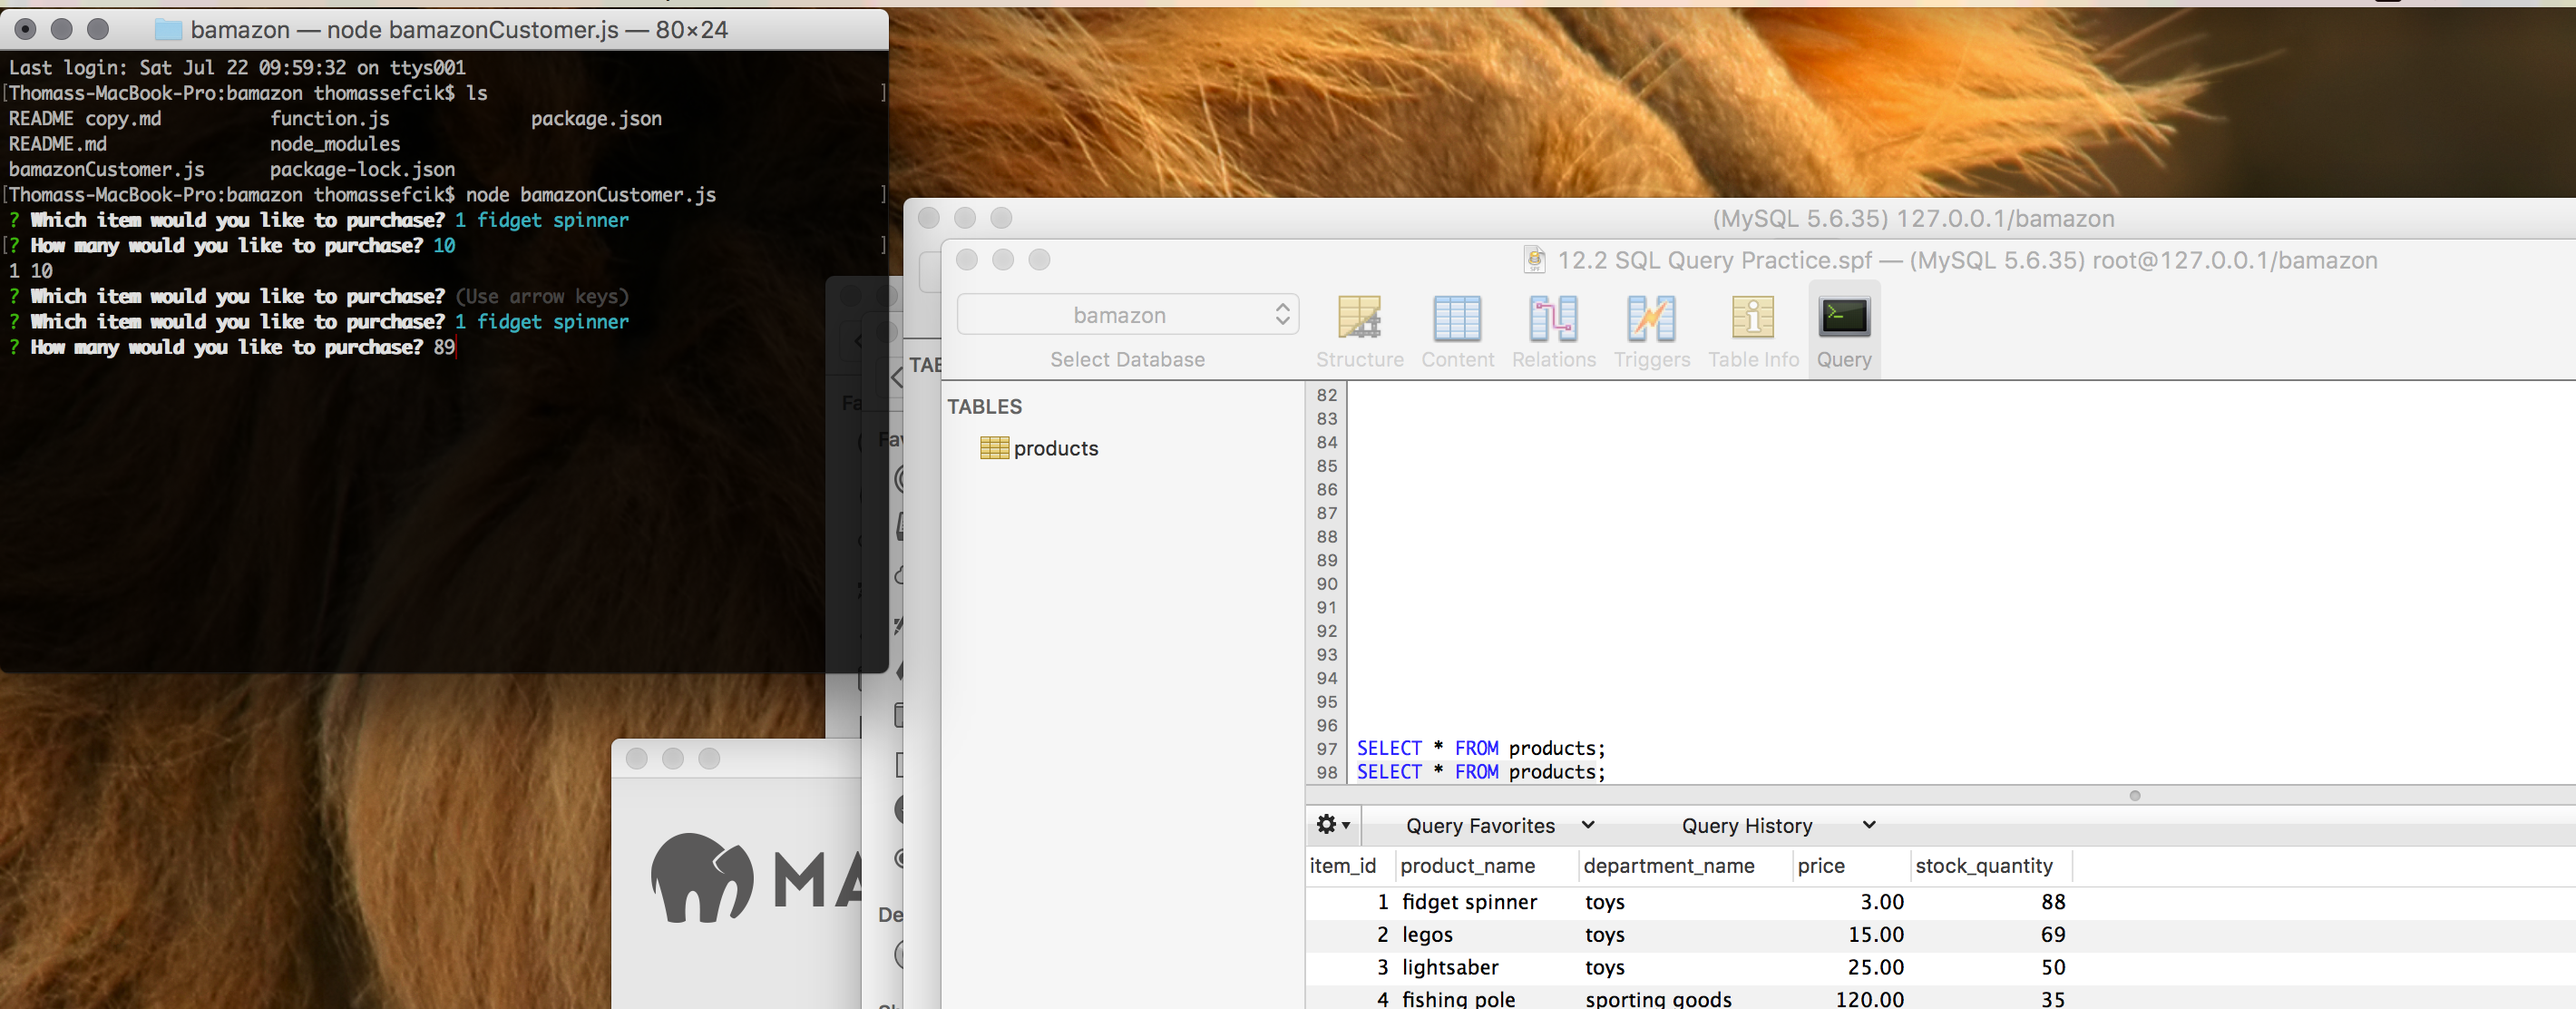 bamazon — node bamazonCustomer.js — 80×24
Last login: Sat Jul 22 09:59:32 on ttys001
[Thomass-MacBook-Pro:bamazon thomassefcik$ ls ]
README copy.md function.js package.json
README.md node_modules
bamazonCustomer.js package-lock.json
[Thomass-MacBook-Pro:bamazon thomassefcik$ node bamazonCustomer.js ]
? Which item would you like to purchase? 1 fidget spinner
[? How many would you like to purchase? 10 ]
1 10
? Which item would you like to purchase? (Use arrow keys)
? Which item would you like to purchase? 1 fidget spinner
? How many would you like to purchase? 89
(MySQL 5.6.35) 127.0.0.1/bamazon
12.2 SQL Query Practice.spf — (MySQL 5.6.35) root@127.0.0.1/bamazon
bamazon
Select Database Structure Content Relations Triggers Table Info Query
TAB
TABLES
products
Fa
Fav
82
83
84
85
86
87
88
89
90
91
92
93
94
95
96
97 SELECT * FROM products;
98 SELECT * FROM products;
Query Favorites Query History
item_id product_name department_name price stock_quantity
1 fidget spinner toys 3.00 88
2 legos toys 15.00 69
3 lightsaber toys 25.00 50
4 fishing pole sporting goods 120.00 35
MA
De